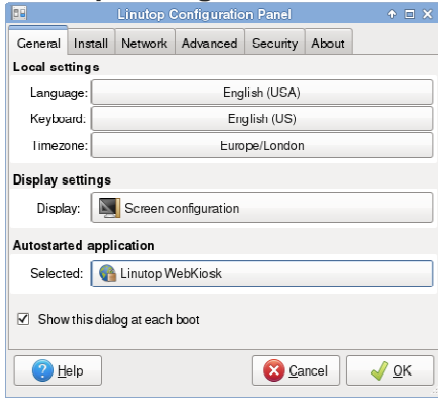 Linutop Configuration Panel
General Install Network Advanced Security About
Local settings
Language: English (USA)
Keyboard: English (US)
Timezone: Europe/London
Display settings
Display: Screen configuration
Autostarted application
Selected: Linutop WebKiosk
Show this dialog at each boot
Help Cancel OK